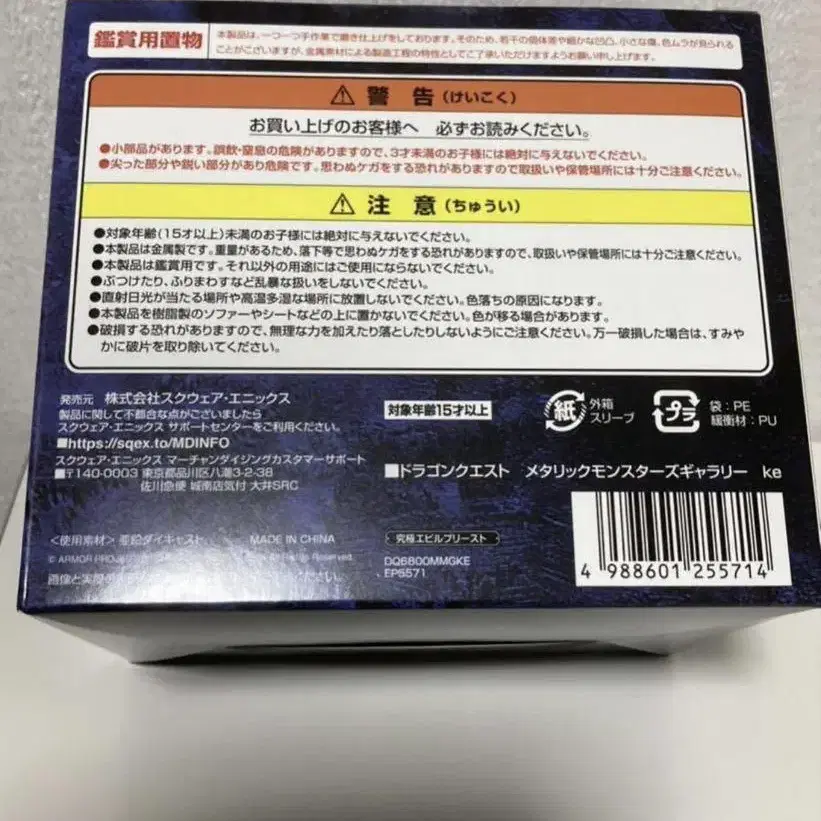 鑑賞用置物
本製品は、一つ一つ手作業で磨き仕上げをしております。そのため、若干の個体差や細かな凹凸、小さな傷、色ムラが見られる
ことがございますが、金属素材による製造工程の特性としてご了承いただけますようお願い申し上げます。
⚠ 警 告(けいこく)
お買い上げのお客様へ 必ずお読みください。
●小部品があります。誤飲・窒息の危険がありますので、3才未満のお子様には絶対に与えないでください。
●尖った部分や鋭い部分があり危険です。思わぬケガをする恐れがありますので取扱いや保管場所には十分ご注意ください。
⚠ 注 意(ちゅうい)
●対象年齢(15才以上)未満のお子様には絶対に与えないでください。
●本製品は金属製です。重量があるため、落下等で思わぬケガをする恐れがありますので、取扱いや保管場所には十分ご注意ください。
●本製品は鑑賞用です。それ以外の用途にはご使用にならないでください。
●ぶつけたり、ふりまわすなど乱暴な扱いをしないでください。
●直射日光が当たる場所や高温多湿な場所に放置しないでください。色落ちの原因になります。
●本製品を樹脂製のソファーやシートなどの上に置かないでください。色が移る場合があります。
●破損する恐れがありますので、無理な力を加えたり落としたりしないようにご注意ください。万一破損した場合は、すみや
かに破片を取り除いてください。
発売元 株式会社スクウェア・エニックス
製品に関して不都合な点がございましたら
スクウェア・エニックス サポートセンターをご利用ください。
■https://sqex.to/MDINFO
スクウェア・エニックス マーチャンダイジングカスタマーサポート
■〒140-0003 東京都品川区八潮3-2-38
佐川急便 城南店気付 大井SRC
対象年齢15才以上
紙
外箱
スリーブ
プラ
袋:PE
緩衝材:PU
■ドラゴンクエスト メタリックモンスターズギャラリー ke
<使用素材> 亜鉛ダイキャスト MADE IN CHINA
© ARMOR PROJ
Rights Reserved.
画像と実際の
ざいます。
究極エビルプリースト
DQ6800MMGKE
EP5571
4 988601 255714